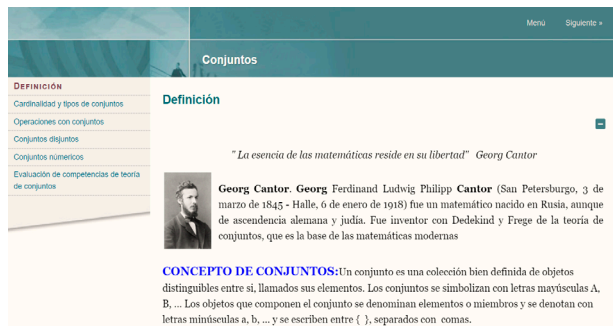 Menú Siguiente »
Conjuntos
DEFINICIÓN
Cardinalidad y tipos de conjuntos
Operaciones con conjuntos
Conjuntos disjuntos
Conjuntos númericos
Evaluación de competencias de teoría
de conjuntos
Definición
" La esencia de las matemáticas reside en su libertad" Georg Cantor
Georg Cantor. Georg Ferdinand Ludwig Philipp Cantor (San Petersburgo, 3 de
marzo de 1845 - Halle, 6 de enero de 1918) fue un matemático nacido en Rusia, aunque
de ascendencia alemana y judía. Fue inventor con Dedekind y Frege de la teoría de
conjuntos, que es la base de las matemáticas modernas
CONCEPTO DE CONJUNTOS:Un conjunto es una colección bien definida de objetos
distinguibles entre si, llamados sus elementos. Los conjuntos se simbolizan con letras mayúsculas A,
B, ... Los objetos que componen el conjunto se denominan elementos o miembros y se denotan con
letras minúsculas a, b, ... y se escriben entre { }, separados con comas.